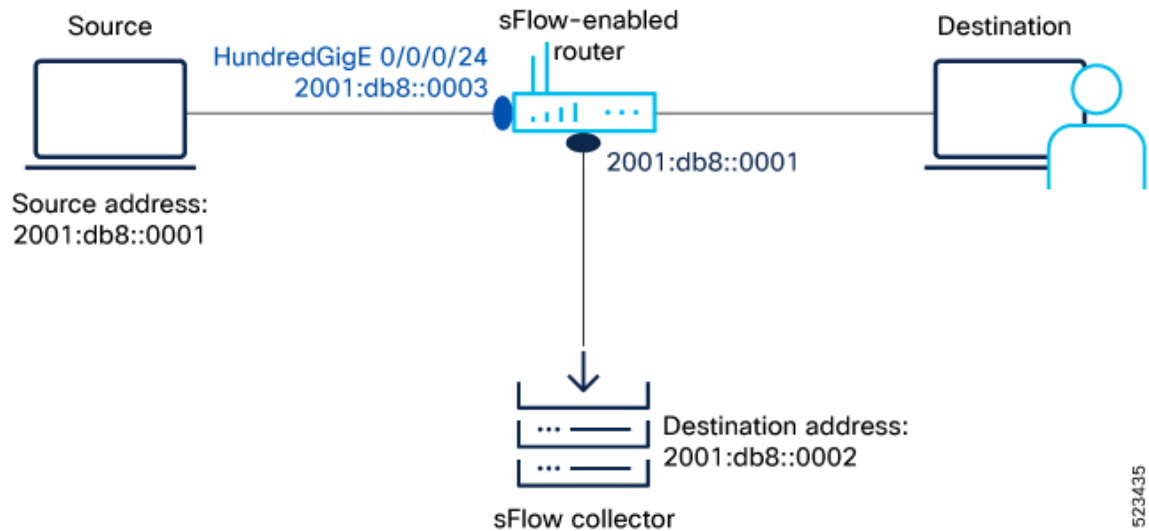 Source
sFlow-enabled
router
Destination
HundredGigE 0/0/0/24
2001:db8::0003
2001:db8::0001
Source address:
2001:db8::0001
Destination address:
2001:db8::0002
sFlow collector
523435